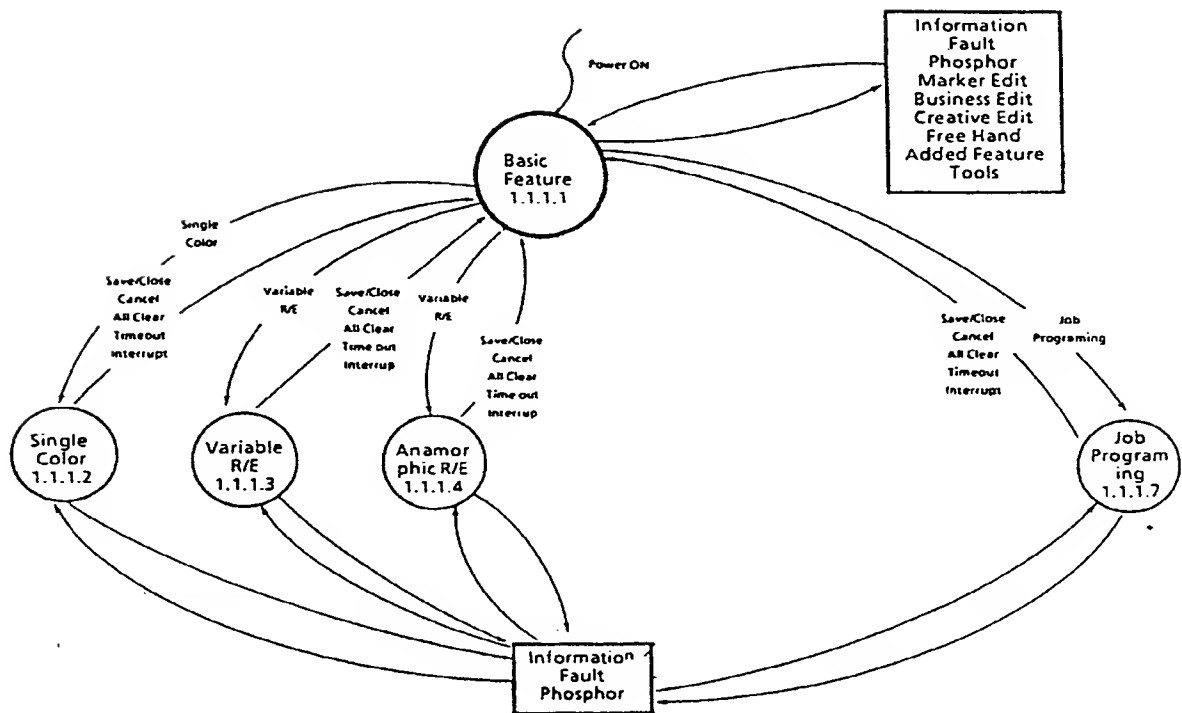 Power ON
Information
Fault
Phosphor
Marker Edit
Business Edit
Creative Edit
Free Hand
Added Feature
Tools
Basic
Feature
1.1.1.1
Single
Color
Save/Close
Cancel
All Clear
Timeout
Interrupt
Variable
R/E
Save/Close
Cancel
All Clear
Time out
Interrup
Variable
R/E
Save/Close
Cancel
All Clear
Time out
Interrup
Save/Close
Cancel
All Clear
Timeout
Interrupt
Job
Programing
Single
Color
1.1.1.2
Variable
R/E
1.1.1.3
Anamor
phic R/E
1.1.1.4
Job
Program
ing
1.1.1.7
Information
Fault
Phosphor